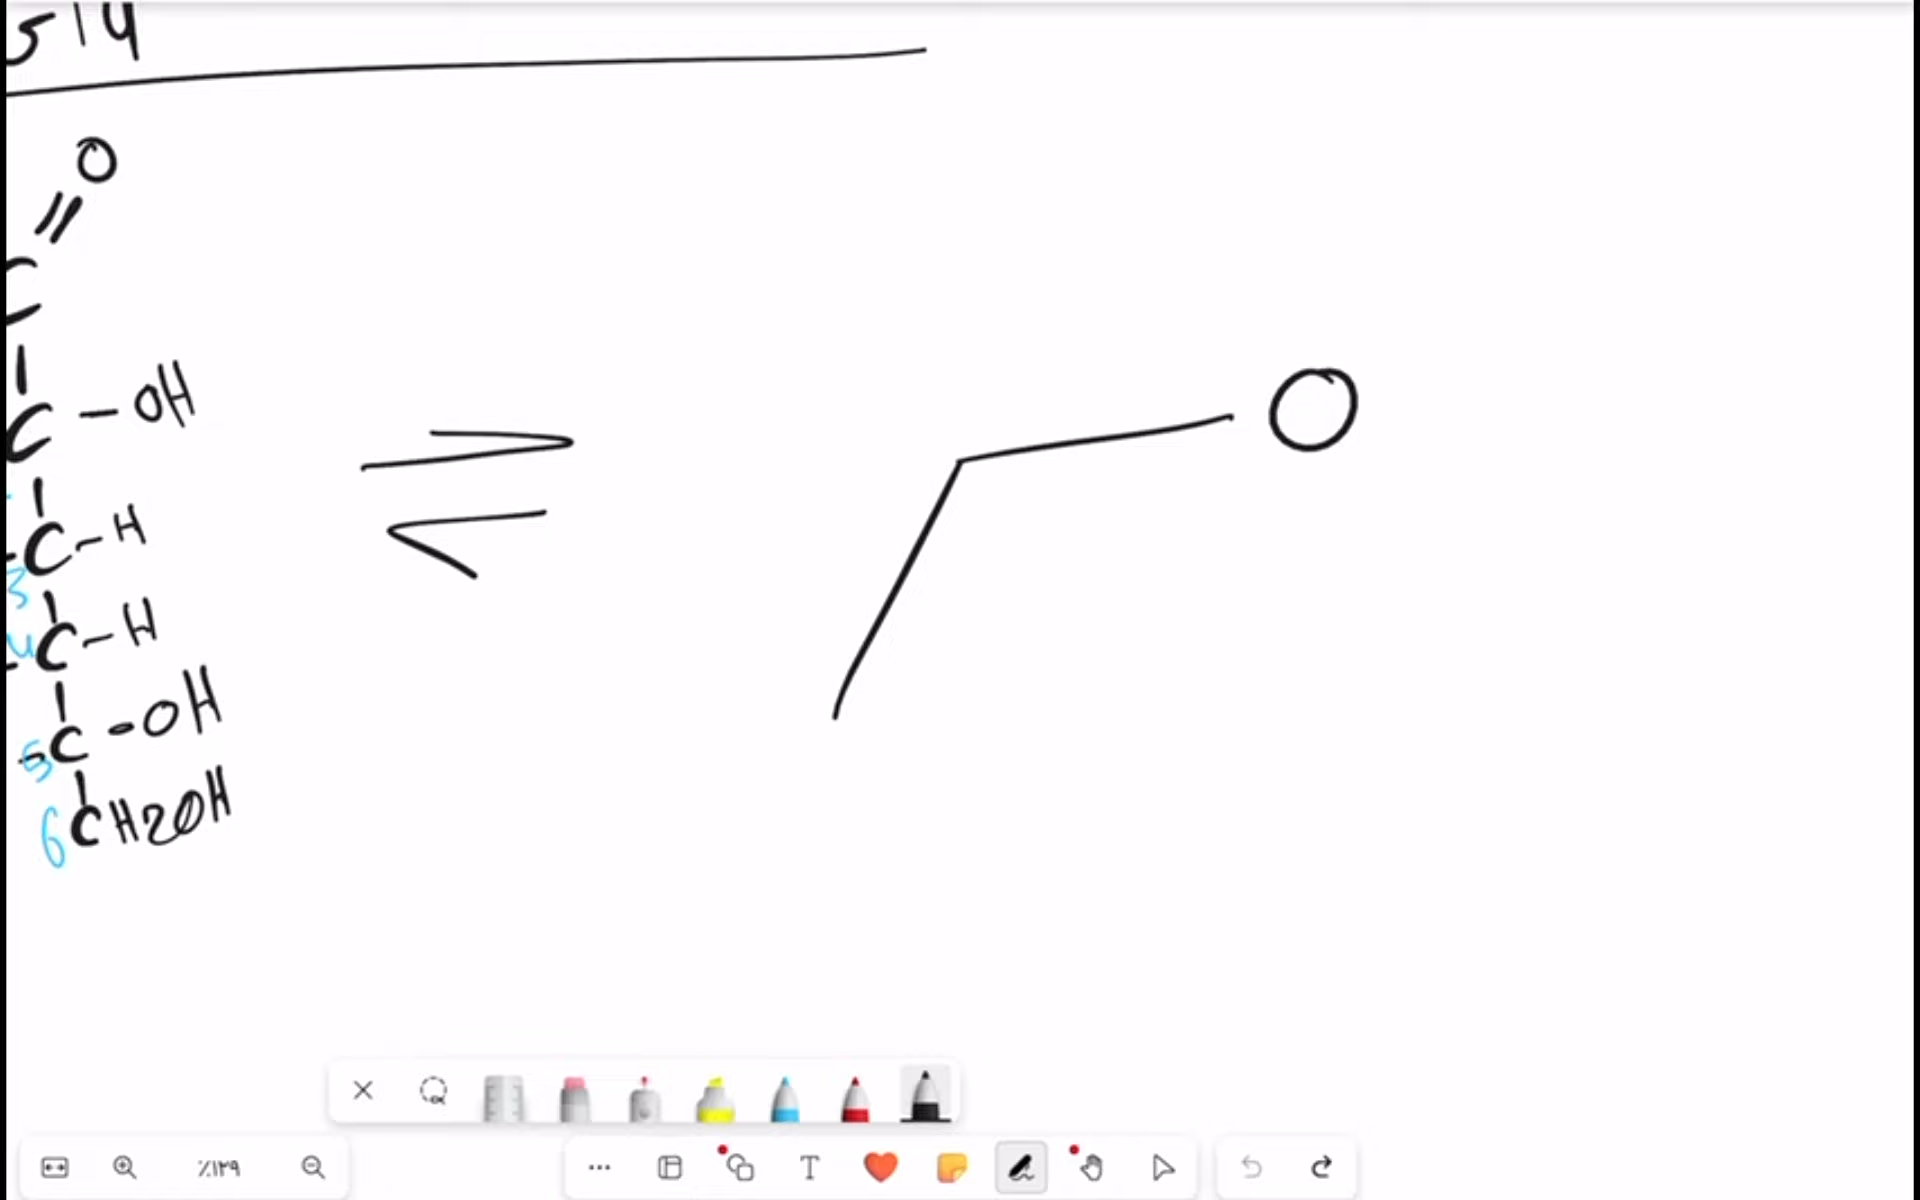 514
O
//
C
|
C - OH
|
C - H
3
|
4 C - H
|
5 C - OH
|
6 CH2OH
O
٪۱۳۹
T